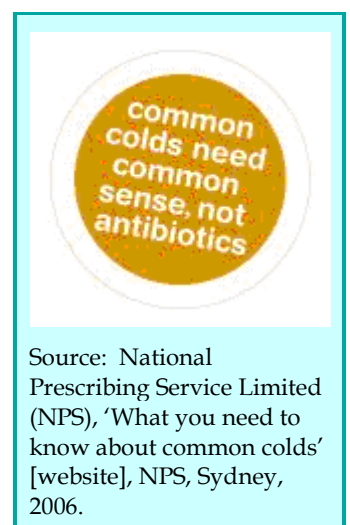 common
colds need
common
sense, not
antibiotics
Source: National
Prescribing Service Limited
(NPS), ‘What you need to
know about common colds’
[website], NPS, Sydney,
2006.